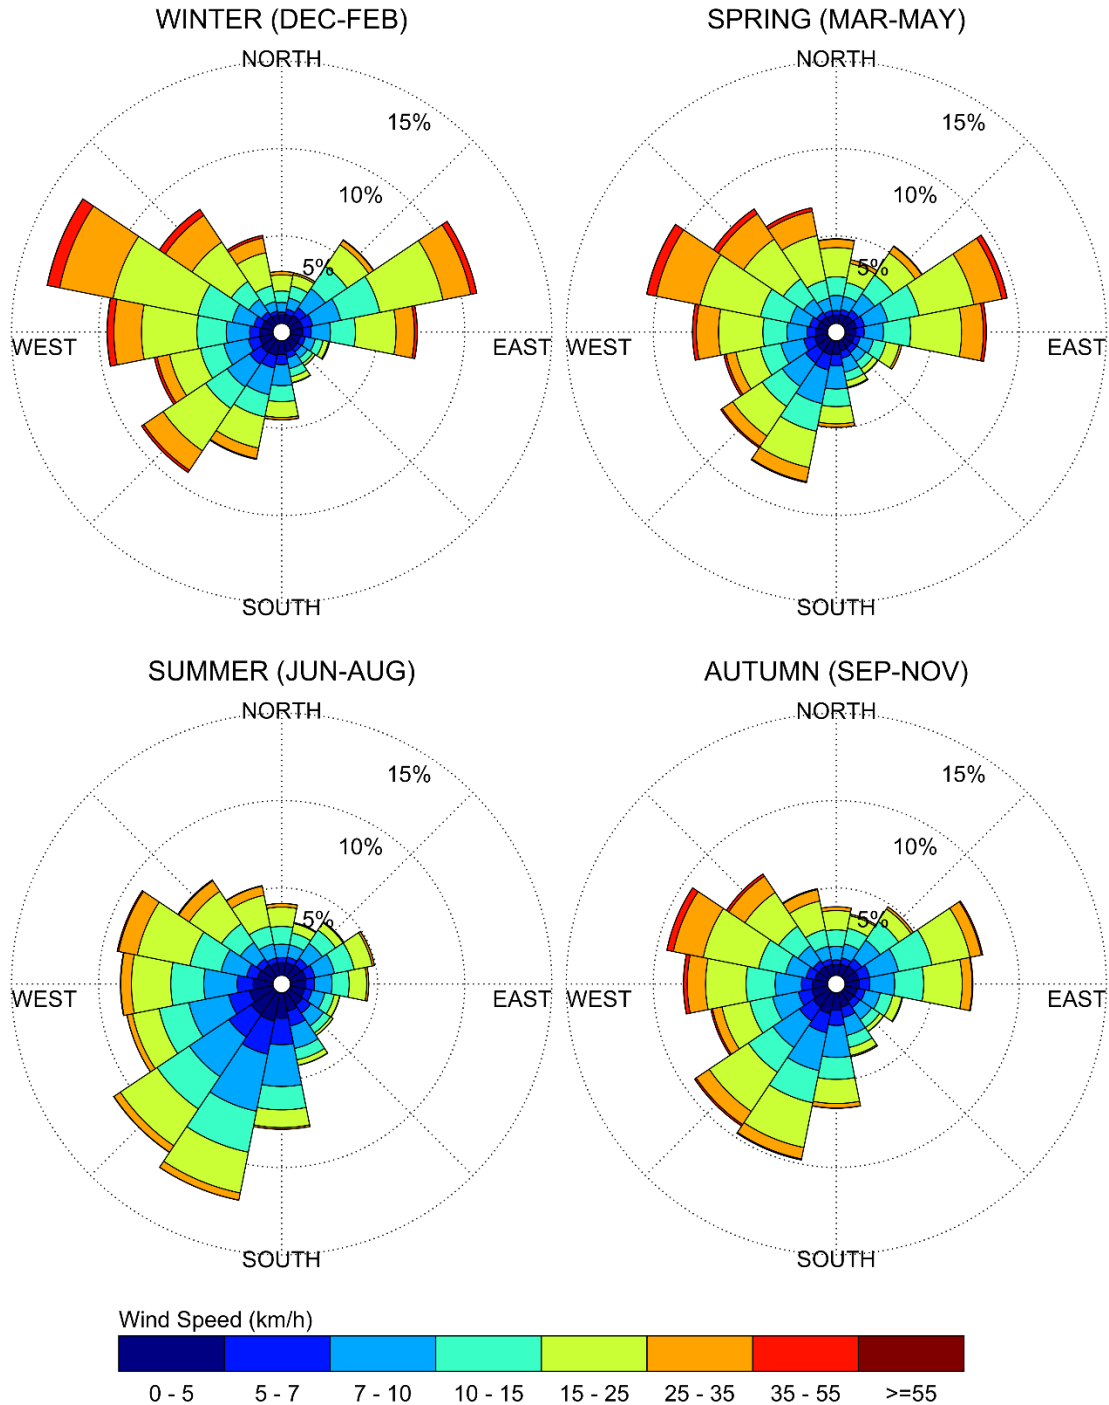 WINTER (DEC-FEB)
NORTH
15%
10%
5%
WEST
EAST
SOUTH
SPRING (MAR-MAY)
NORTH
15%
10%
5%
WEST
EAST
SOUTH
SUMMER (JUN-AUG)
NORTH
15%
10%
5%
WEST
EAST
SOUTH
AUTUMN (SEP-NOV)
NORTH
15%
10%
5%
WEST
EAST
SOUTH
Wind Speed (km/h)
0 - 5 5 - 7 7 - 10 10 - 15 15 - 25 25 - 35 35 - 55 >=55